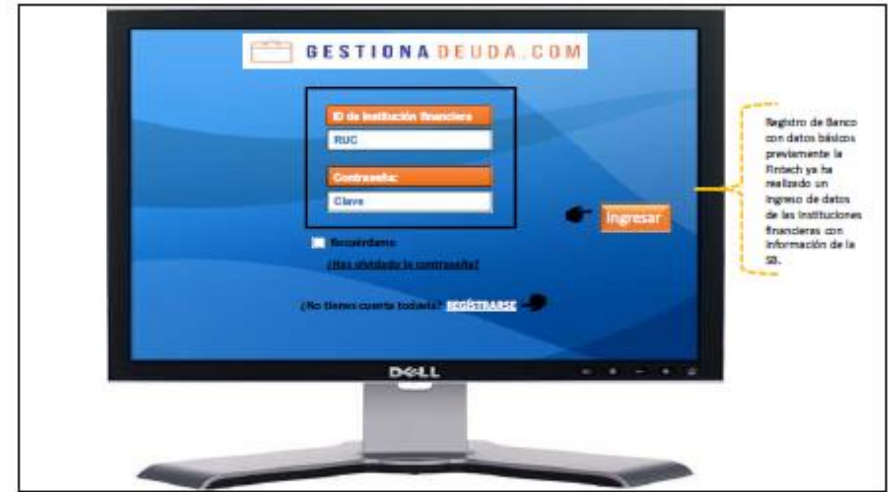 GESTIONADEUDA.COM
ID de Institución financiera
RUC
Contraseña:
Clave
Ingresar
Recuérdame
¿Has olvidado la contraseña?
¿No tienes cuenta todavía? REGÍSTRARSE
DELL
Registro de Banco
con datos básicos
previamente la
Fintech ya ha
realizado un
Ingreso de datos
de las Instituciones
financieras con
Información de la
SB.